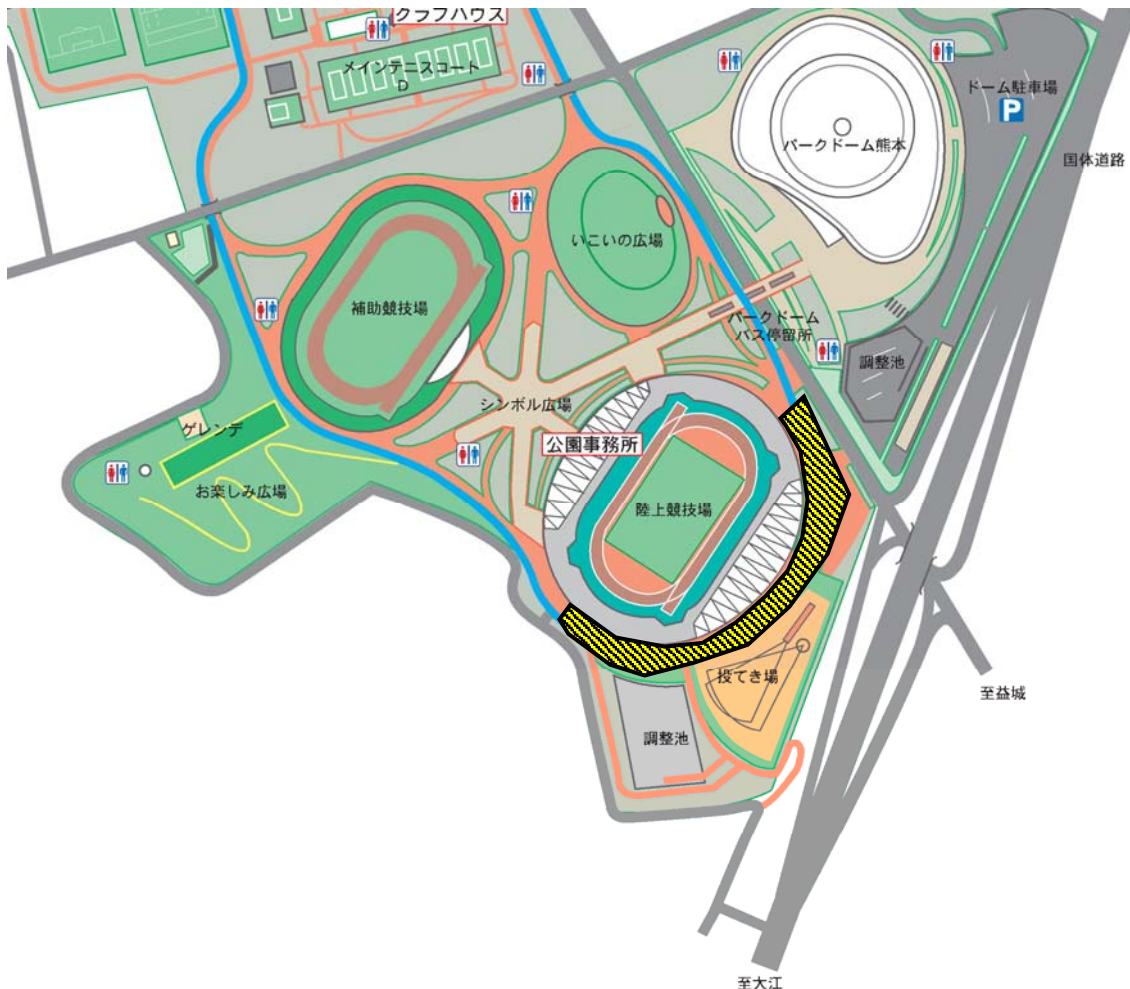 クラブハウス
メインテニスコート
D
ドーム駐車場
P
パークドーム熊本
国体道路
いこいの広場
補助競技場
パークドーム
バス停留所
調整池
シンボル広場
ゲレンデ
公園事務所
お楽しみ広場
陸上競技場
投てき場
至益城
調整池
至大江